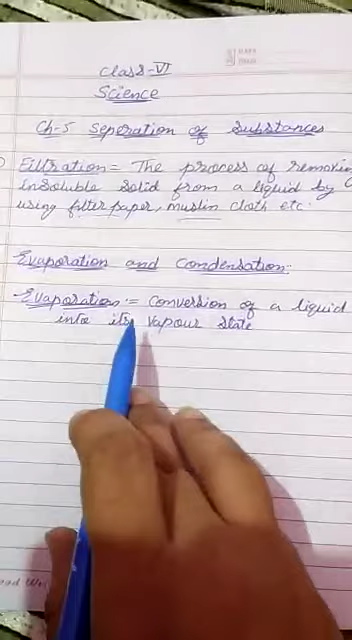 Class-VI
Science
Ch-5 Seperation of Substances
Filtration = The process of removing
insoluble solid from a liquid by
using filter paper, muslin cloth etc.
Evaporation and Condensation:
Evaporation := Conversion of a liquid
into its vapour state